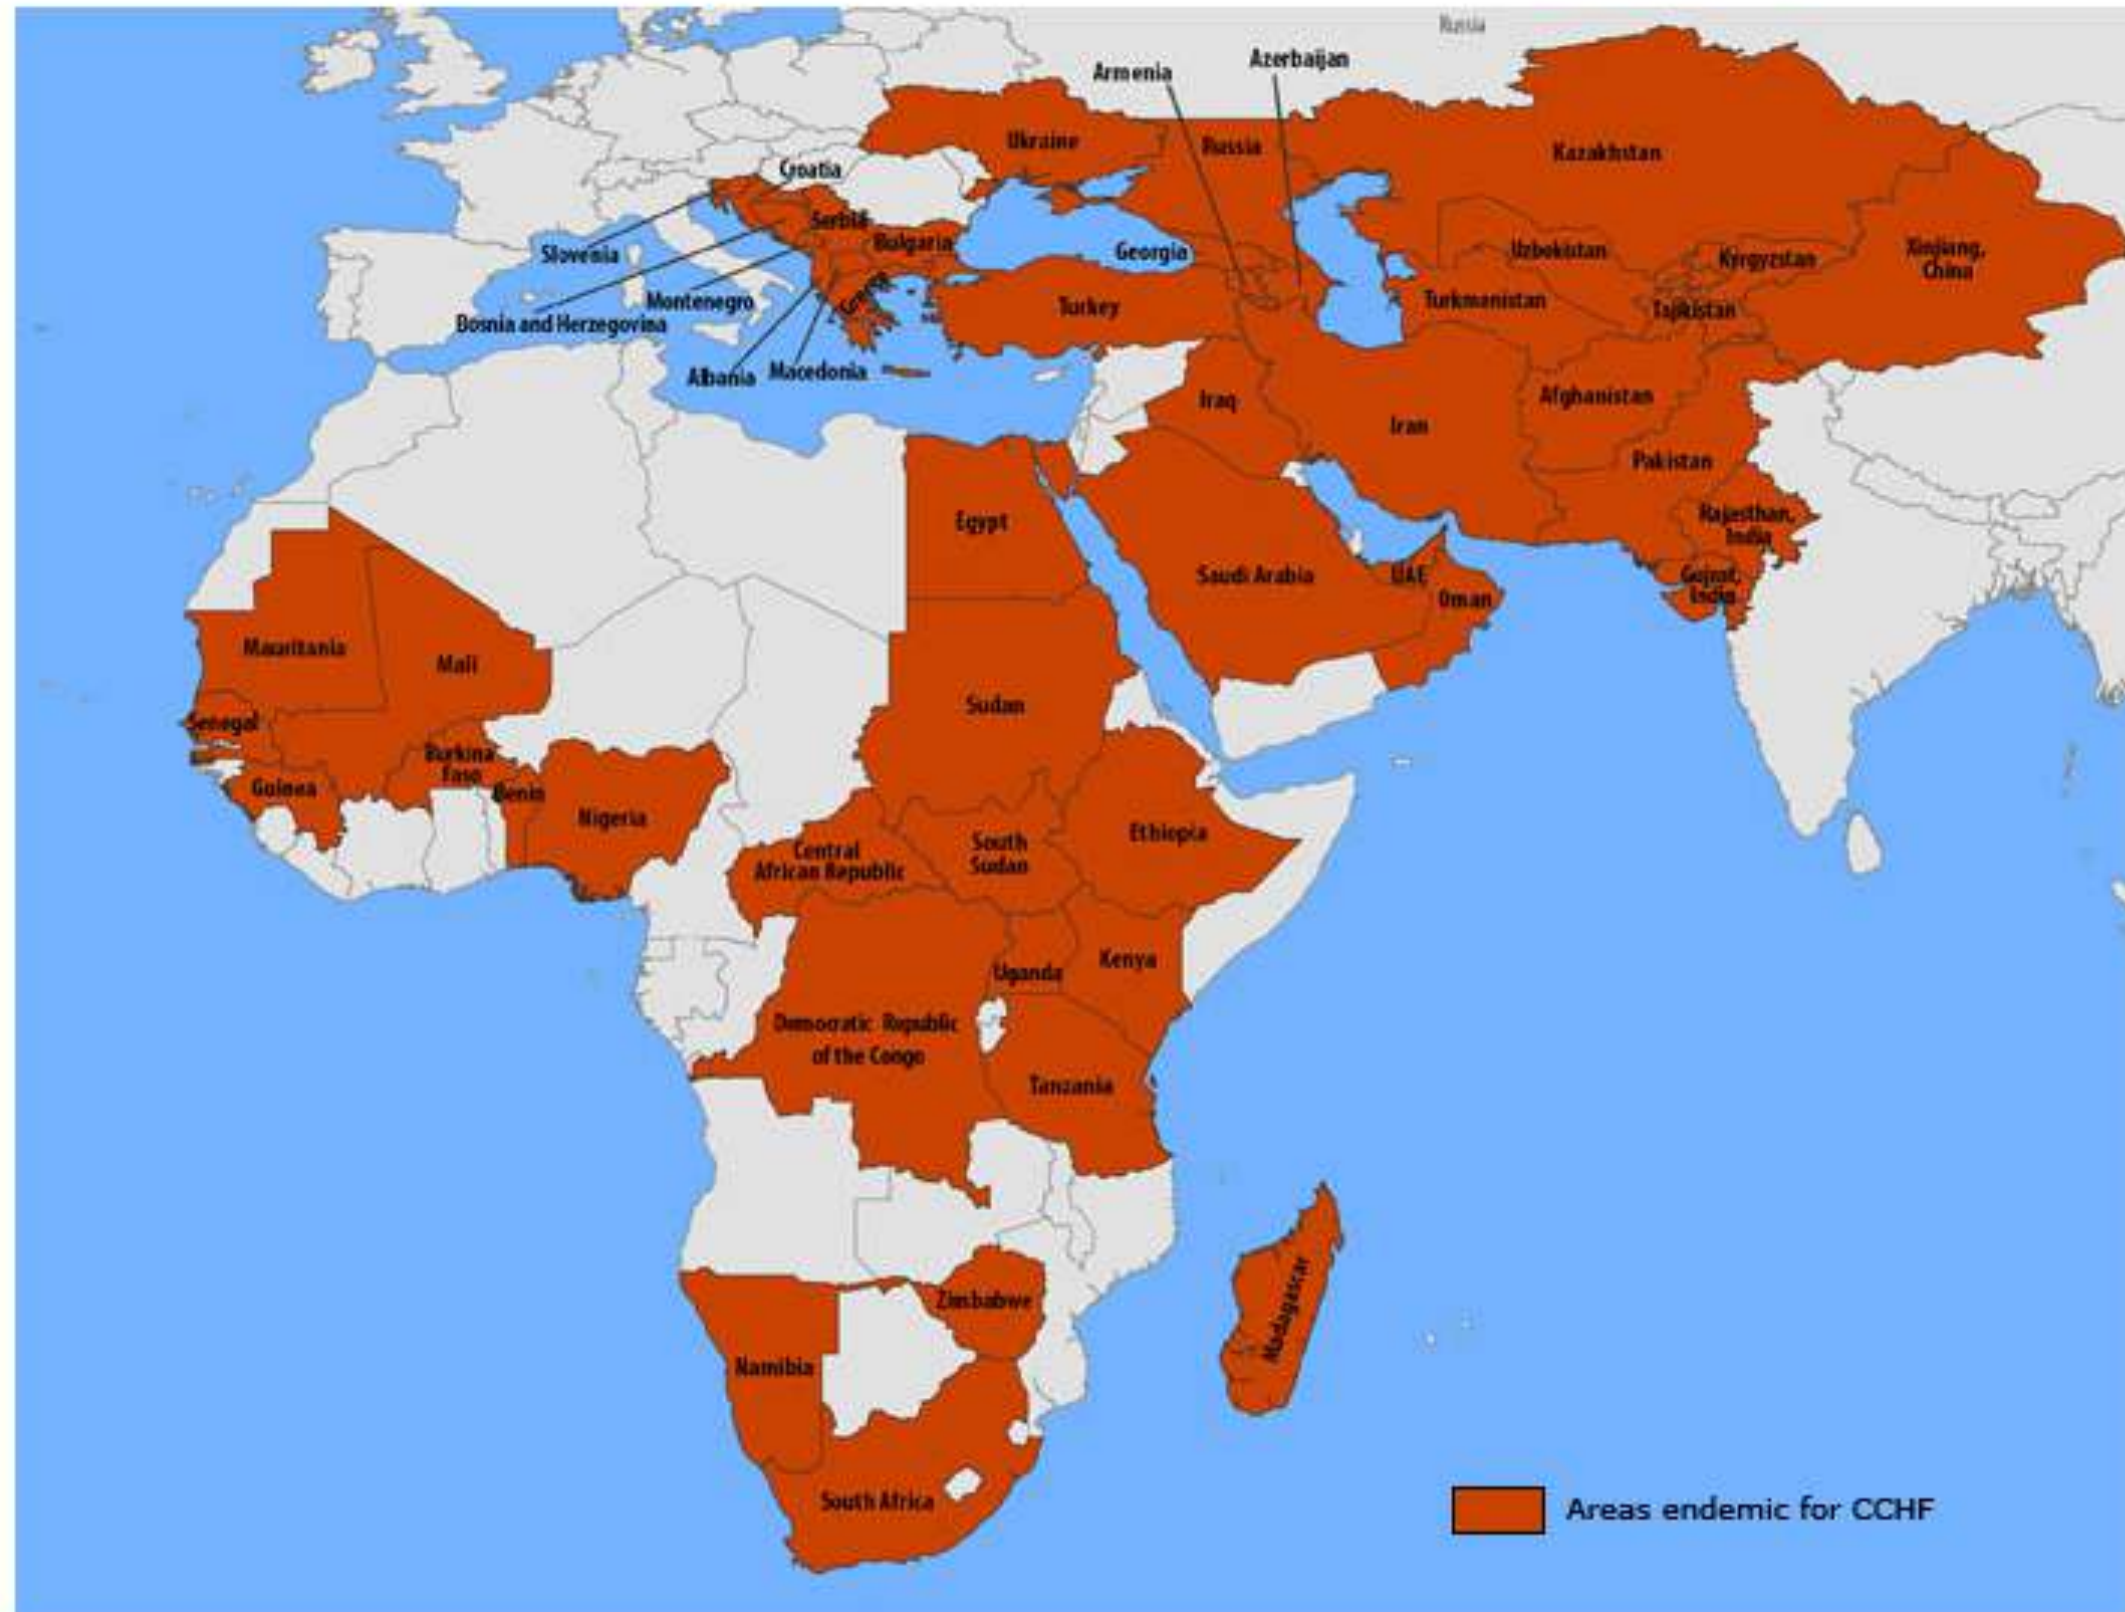 Russia
Azerbaijan
Armenia
Ukraine
Russia
Kazakhstan
Croatia
Serbia
Bulgaria
Slovenia
Georgia
Uzbekistan
Kyrgyzstan
Xinjiang,
China
Montenegro
Greece
Turkey
Turkmenistan
Tajikistan
Bosnia and Herzegovina
Albania
Macedonia
Iraq
Iran
Afghanistan
Pakistan
Egypt
Rajasthan,
India
Saudi Arabia
UAE
Oman
Gujrat,
India
Mauritania
Mali
Sudan
Senegal
Burkina
Faso
Guinea
Benin
Nigeria
Ethiopia
South
Sudan
Central
African Republic
Uganda
Kenya
Democratic Republic
of the Congo
Tanzania
Zimbabwe
Madagascar
Namibia
South Africa
Areas endemic for CCHF